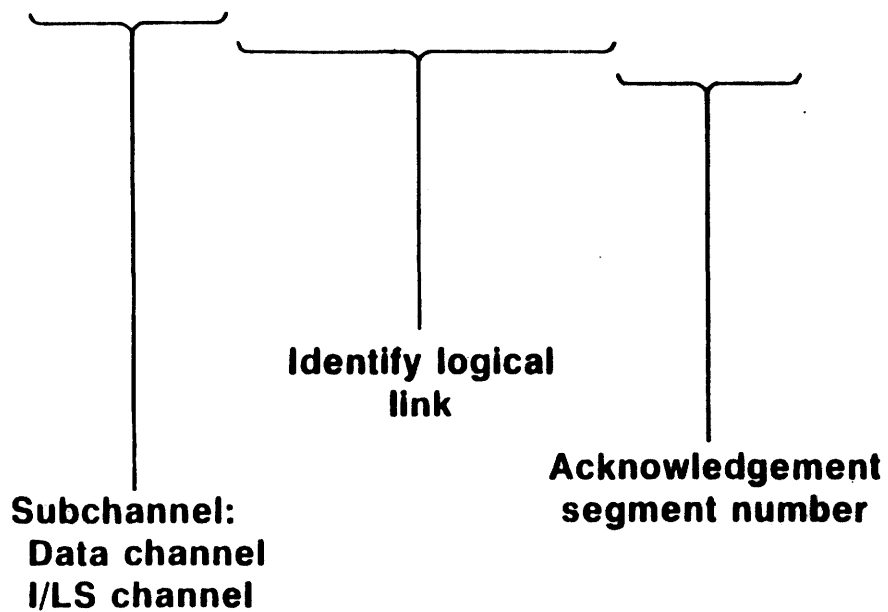 Identify logical
link
Acknowledgement
segment number
Subchannel:
Data channel
I/LS channel